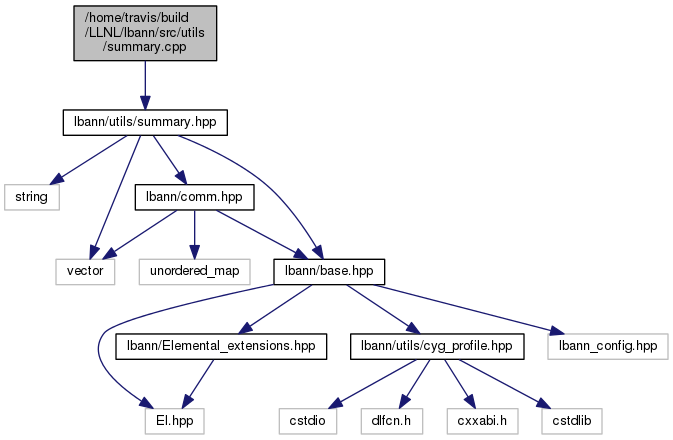 /home/travis/build
/LLNL/lbann/src/utils
/summary.cpp
lbann/utils/summary.hpp
string
lbann/comm.hpp
vector
unordered_map
lbann/base.hpp
lbann/Elemental_extensions.hpp
lbann/utils/cyg_profile.hpp
lbann_config.hpp
El.hpp
cstdio
dlfcn.h
cxxabi.h
cstdlib